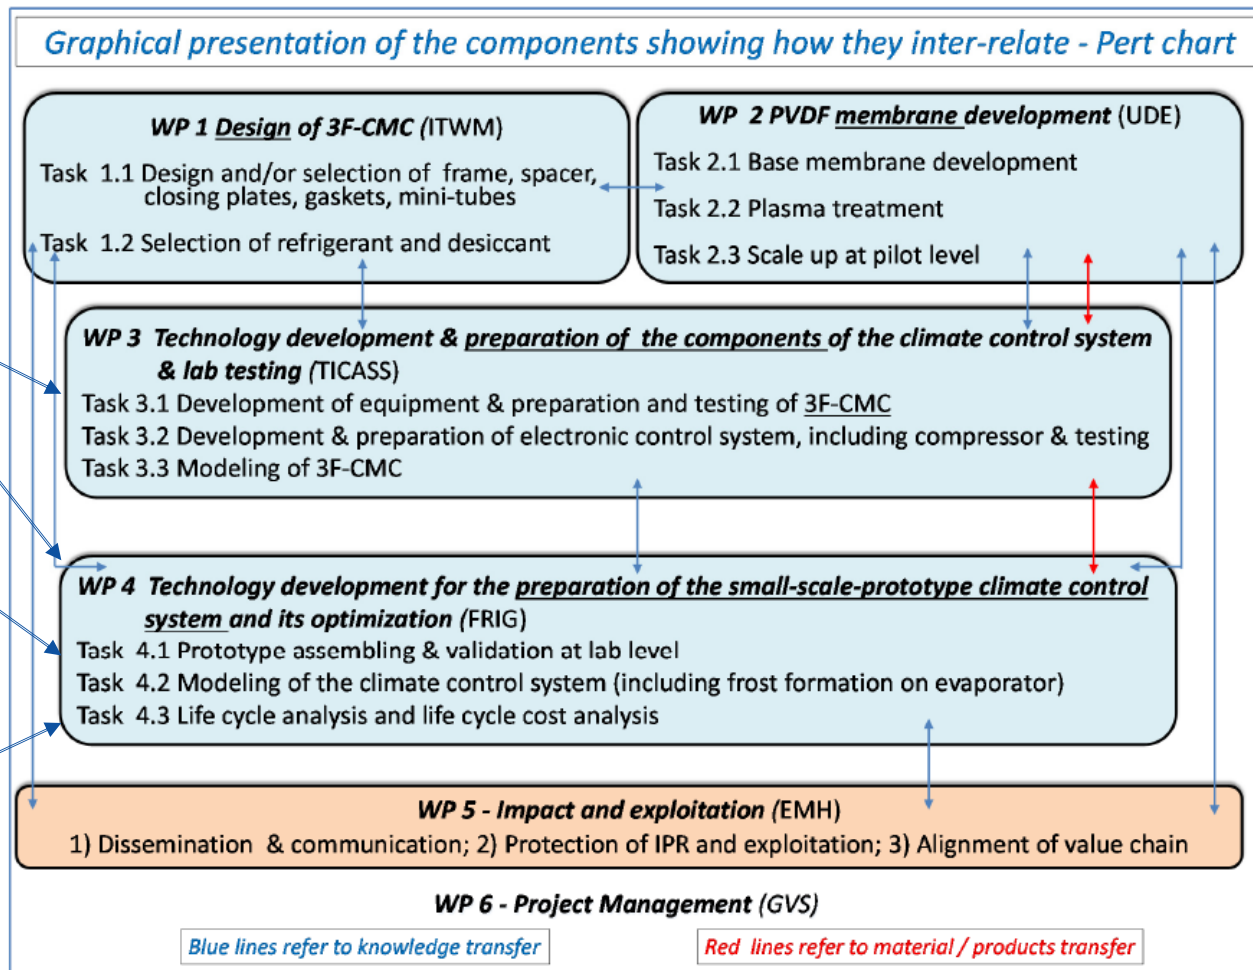 Graphical presentation of the components showing how they inter-relate - Pert chart
WP 1 Design of 3F-CMC (ITWM)
Task 1.1 Design and/or selection of frame, spacer,
closing plates, gaskets, mini-tubes
Task 1.2 Selection of refrigerant and desiccant
WP 2 PVDF membrane development (UDE)
Task 2.1 Base membrane development
Task 2.2 Plasma treatment
Task 2.3 Scale up at pilot level
WP 3 Technology development & preparation of the components of the climate control system
& lab testing (TICASS)
Task 3.1 Development of equipment & preparation and testing of 3F-CMC
Task 3.2 Development & preparation of electronic control system, including compressor & testing
Task 3.3 Modeling of 3F-CMC
WP 4 Technology development for the preparation of the small-scale-prototype climate control
system and its optimization (FRIG)
Task 4.1 Prototype assembling & validation at lab level
Task 4.2 Modeling of the climate control system (including frost formation on evaporator)
Task 4.3 Life cycle analysis and life cycle cost analysis
WP 5 - Impact and exploitation (EMH)
1) Dissemination & communication; 2) Protection of IPR and exploitation; 3) Alignment of value chain
WP 6 - Project Management (GVS)
Blue lines refer to knowledge transfer
Red lines refer to material / products transfer